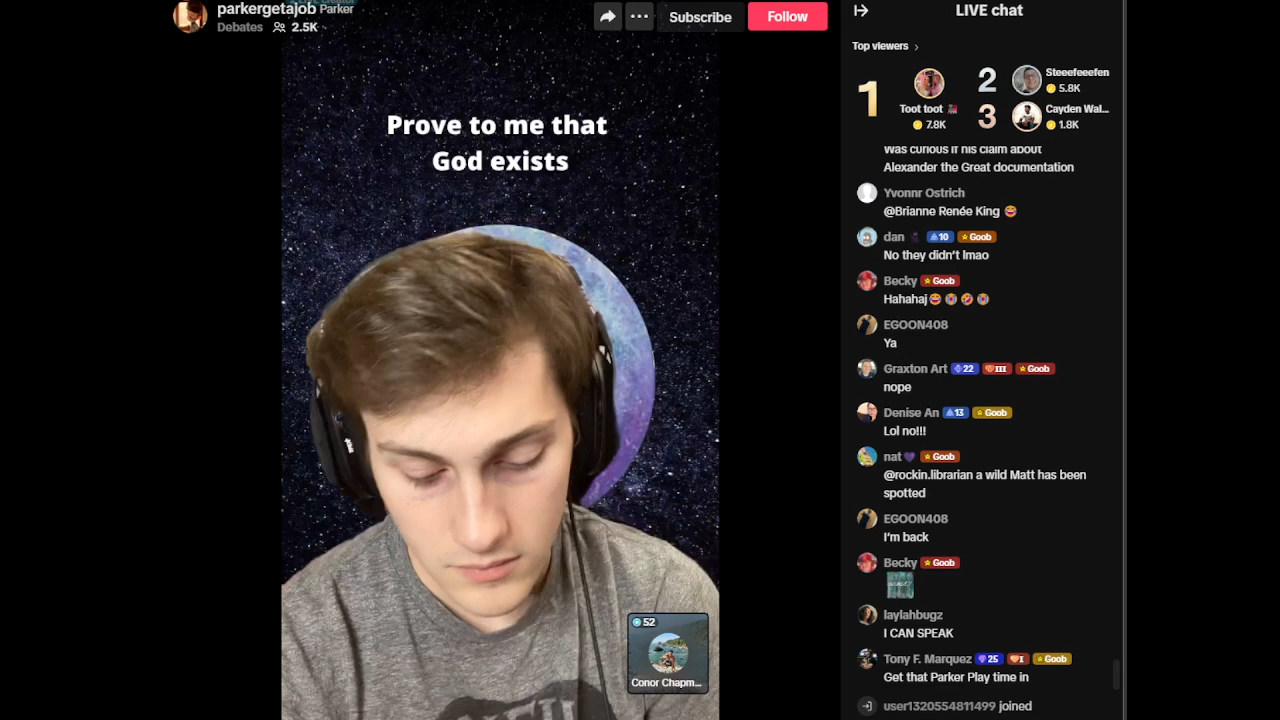 parkergetajob Parker
Debates 2.5K
Subscribe
Follow
Prove to me that
God exists
52
Conor Chapm...
LIVE chat
Top viewers >
1
Toot toot
7.8K
2
Steeefeeefen
5.8K
3
Cayden Wal...
1.8K
Was curious if his claim about
Alexander the Great documentation
Yvonnr Ostrich
@Brianne Renée King 😂
dan 10 Goob
No they didn't lmao
Becky Goob
Hahahaj😂😭🤣😭
EGOON408
Ya
Graxton Art 22 III Goob
nope
Denise An 13 Goob
Lol no!!!
nat💜 Goob
@rockin.librarian a wild Matt has been
spotted
EGOON408
I'm back
Becky Goob
laylahbugz
I CAN SPEAK
Tony F. Marquez 25 I Goob
Get that Parker Play time in
user1320554811499 joined